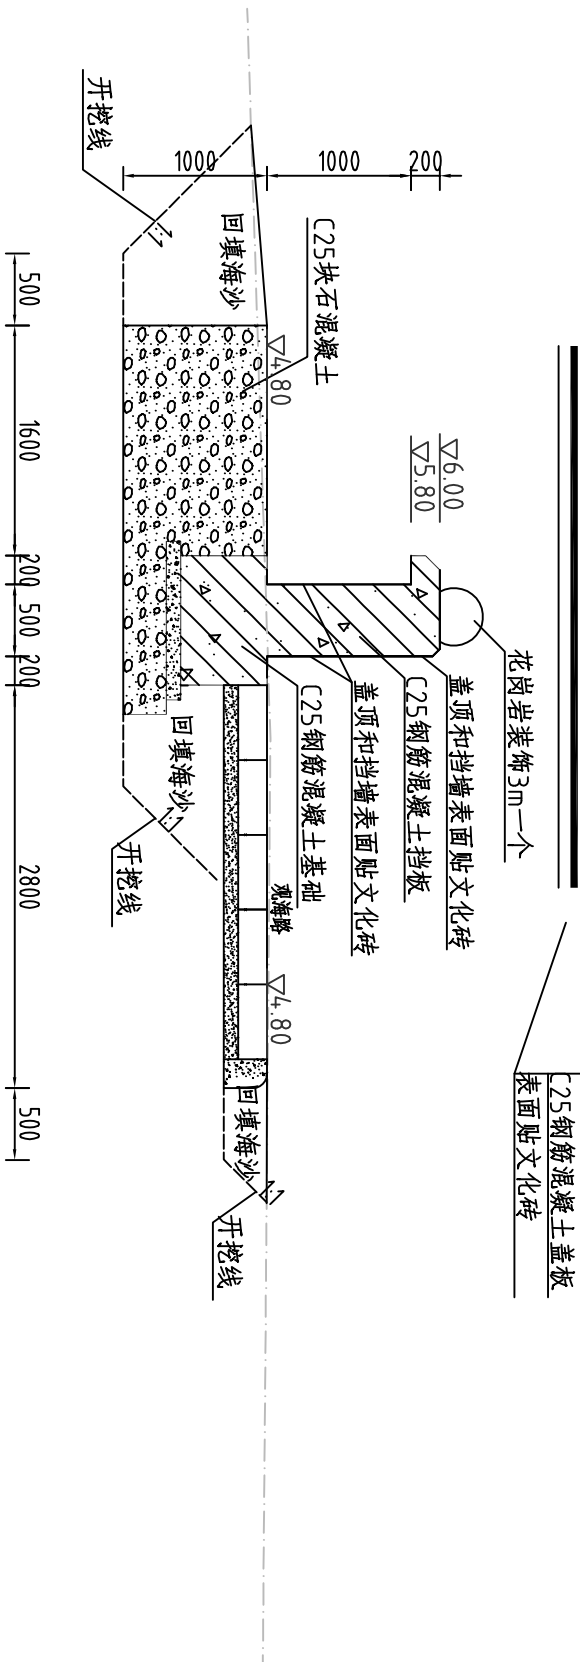 开挖线
1000
1000
200
回填海沙
C25块石混凝土
▽4.80
▽6.00
▽5.80
花岗岩装饰3m一个
盖顶和挡墙表面贴文化砖
C25钢筋混凝土挡板
盖顶和挡墙表面贴文化砖
C25钢筋混凝土基础
观海路
▽4.80
回填海沙
开挖线
回填海沙
开挖线
C25钢筋混凝土盖板
表面贴文化砖
500
1600
200
500
200
2800
500